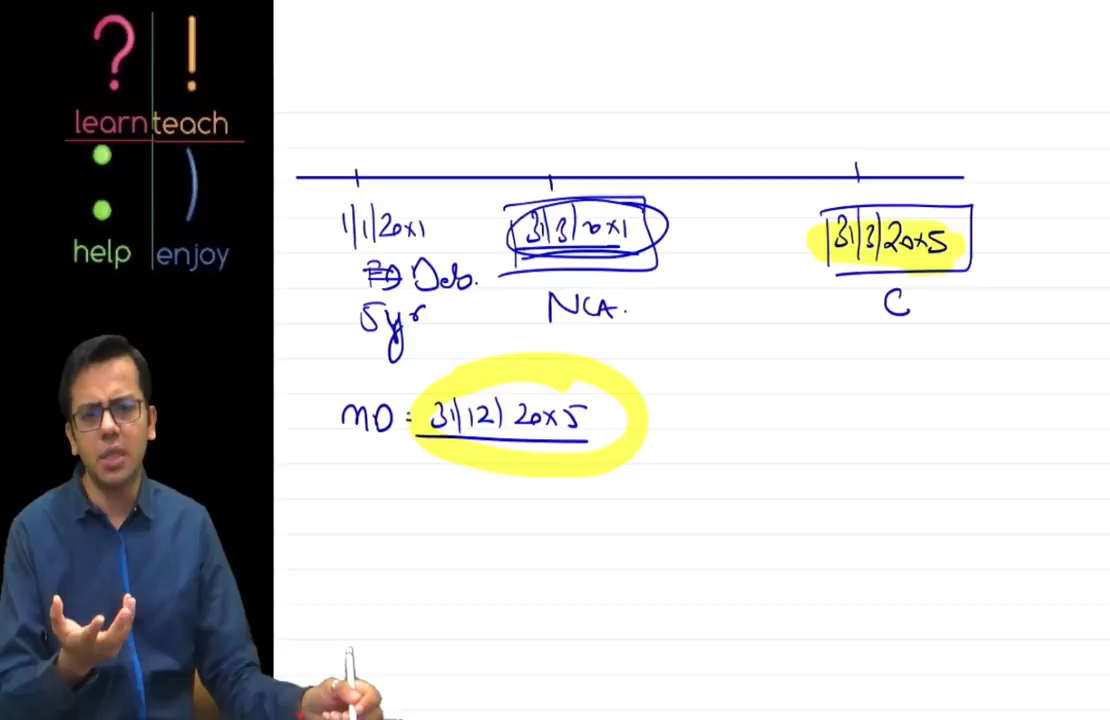 ? !
learn teach
help enjoy
1/1/20x1 31/3/20x1 31/3/20x5
Deb. NCA. C
5yr
MD = 31/12/20x5